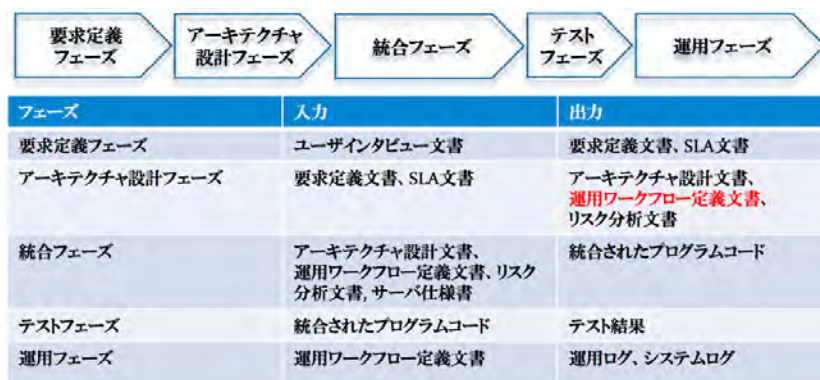 要求定義
フェーズ
アーキテクチャ
設計フェーズ
統合フェーズ
テスト
フェーズ
運用フェーズ
フェーズ 入力 出力
要求定義フェーズ ユーザインタビュー文書 要求定義文書、SLA文書
アーキテクチャ設計フェーズ 要求定義文書、SLA文書 アーキテクチャ設計文書、
運用ワークフロー定義文書、
リスク分析文書
統合フェーズ アーキテクチャ設計文書、 統合されたプログラムコード
運用ワークフロー定義文書、リスク
分析文書, サーバ仕様書
テストフェーズ 統合されたプログラムコード テスト結果
運用フェーズ 運用ワークフロー定義文書 運用ログ、システムログ